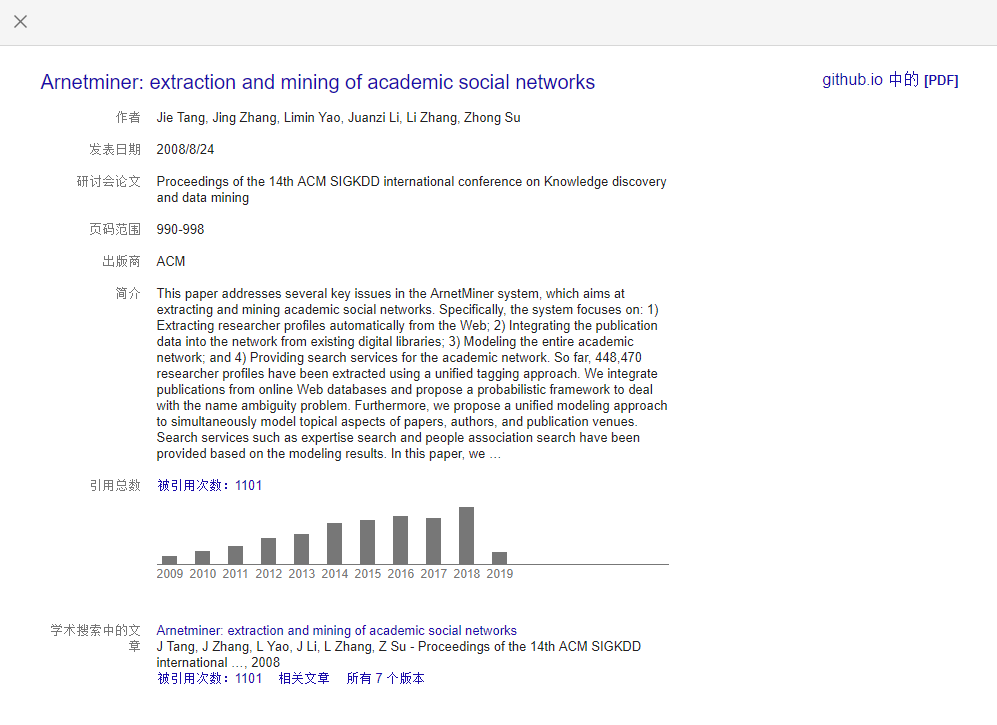 Arnetminer: extraction and mining of academic social networks
github.io 中的 [PDF]
作者 Jie Tang, Jing Zhang, Limin Yao, Juanzi Li, Li Zhang, Zhong Su
发表日期 2008/8/24
研讨会论文 Proceedings of the 14th ACM SIGKDD international conference on Knowledge discovery
and data mining
页码范围 990-998
出版商 ACM
简介 This paper addresses several key issues in the ArnetMiner system, which aims at
extracting and mining academic social networks. Specifically, the system focuses on: 1)
Extracting researcher profiles automatically from the Web; 2) Integrating the publication
data into the network from existing digital libraries; 3) Modeling the entire academic
network; and 4) Providing search services for the academic network. So far, 448,470
researcher profiles have been extracted using a unified tagging approach. We integrate
publications from online Web databases and propose a probabilistic framework to deal
with the name ambiguity problem. Furthermore, we propose a unified modeling approach
to simultaneously model topical aspects of papers, authors, and publication venues.
Search services such as expertise search and people association search have been
provided based on the modeling results. In this paper, we …
引用总数 被引用次数：1101
2009 2010 2011 2012 2013 2014 2015 2016 2017 2018 2019
学术搜索中的文
章
Arnetminer: extraction and mining of academic social networks
J Tang, J Zhang, L Yao, J Li, L Zhang, Z Su - Proceedings of the 14th ACM SIGKDD
international …, 2008
被引用次数：1101 相关文章 所有 7 个版本